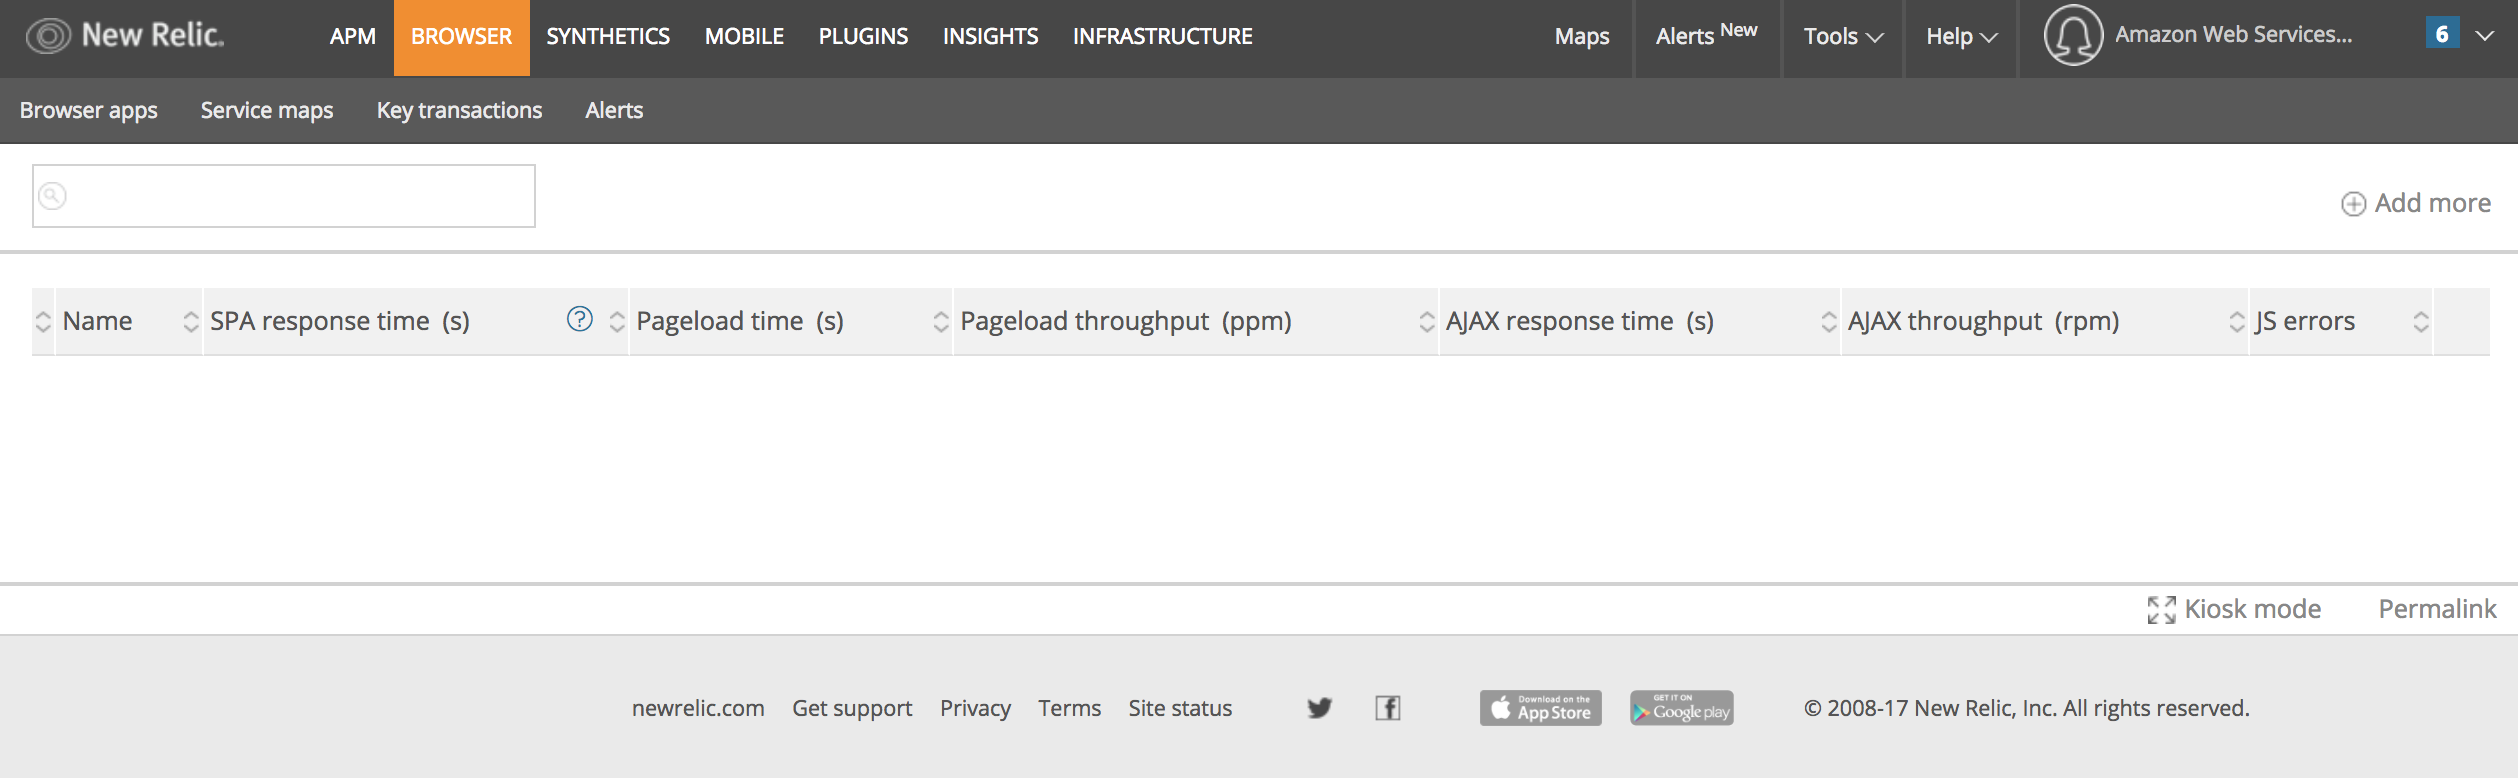 New Relic. APM BROWSER SYNTHETICS MOBILE PLUGINS INSIGHTS INFRASTRUCTURE Maps Alerts New Tools Help Amazon Web Services... 6
Browser apps Service maps Key transactions Alerts
Add more
Name SPA response time (s) ? Pageload time (s) Pageload throughput (ppm) AJAX response time (s) AJAX throughput (rpm) JS errors
Kiosk mode Permalink
newrelic.com Get support Privacy Terms Site status Download on the App Store GET IT ON Google play © 2008-17 New Relic, Inc. All rights reserved.